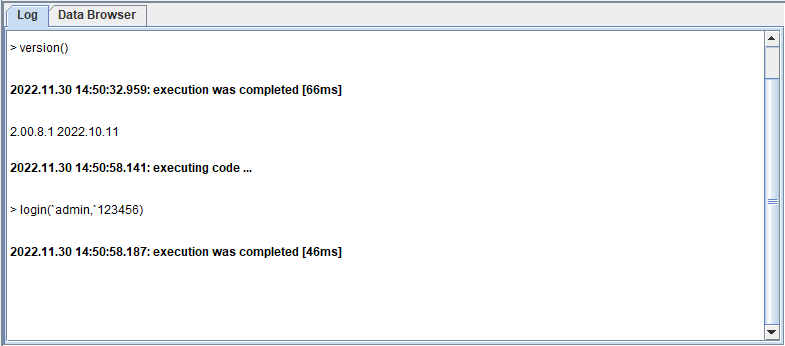 Log Data Browser
> version()
2022.11.30 14:50:32.959: execution was completed [66ms]
2.00.8.1 2022.10.11
2022.11.30 14:50:58.141: executing code ...
> login(`admin,`123456)
2022.11.30 14:50:58.187: execution was completed [46ms]